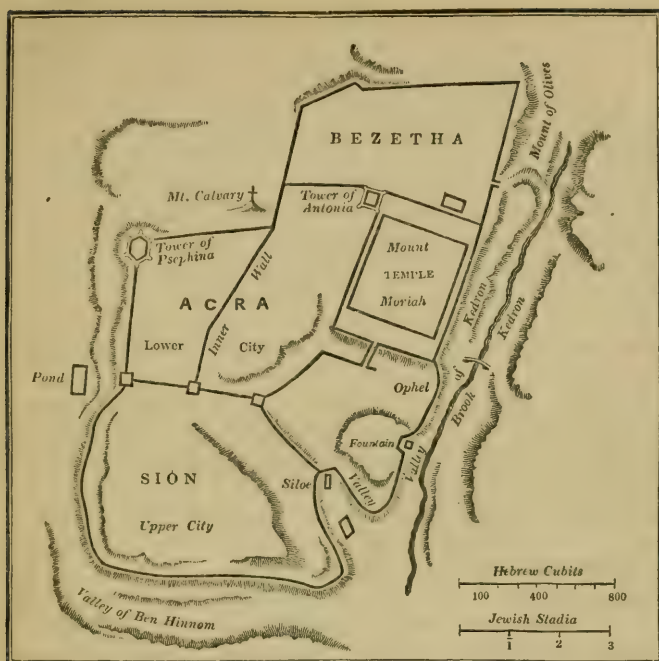 BEZETHA
Mount of Olives
Mt. Calvary
Tower of
Antonia
Tower of
Psephina
Mount
TEMPLE
Moriah
Inner Wall
ACRA
Lower City
Kedron
Kedron
Pond
Ophel
Brook of
Fountain
Valley
SION
Siloe
Valley
Upper City
Valley of Ben Hinnom
Hebrew Cubits
100 400 800
Jewish Stadia
1 2 3